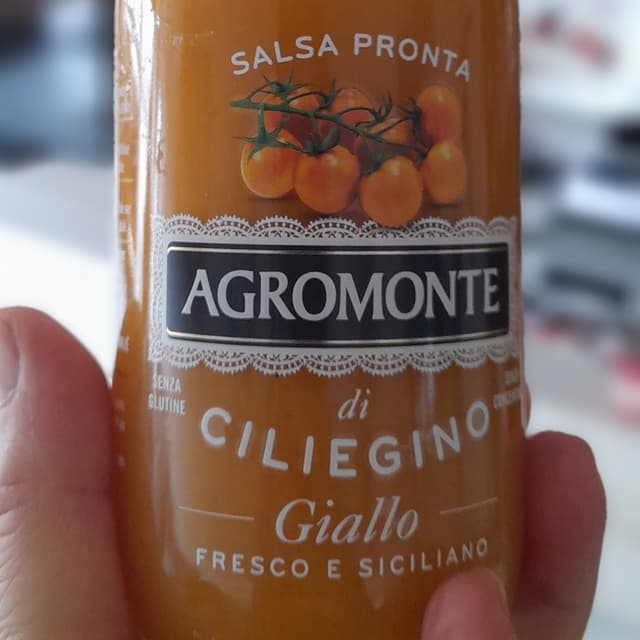 SALSA PRONTA
AGROMONTE
SENZA
GLUTINE
di
CILIEGINO
Giallo
FRESCO E SICILIANO